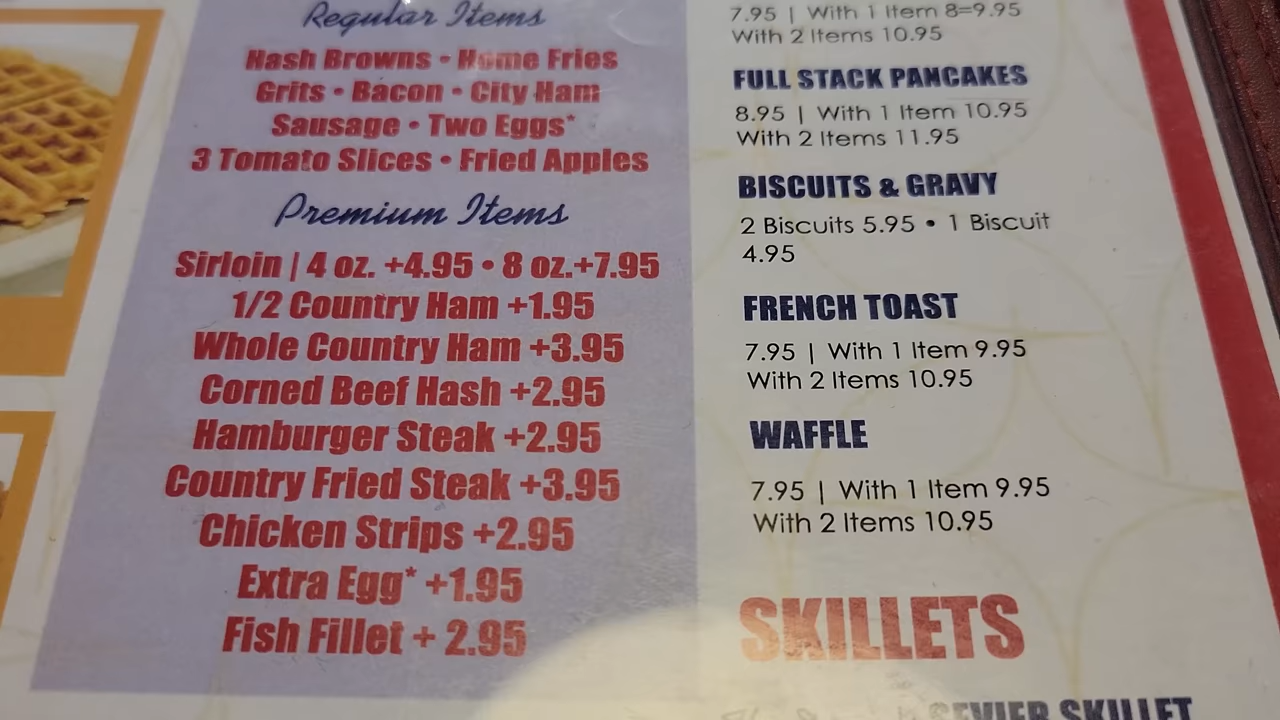 Regular Items
Hash Browns • Home Fries
Grits • Bacon • City Ham
Sausage • Two Eggs*
3 Tomato Slices • Fried Apples
Premium Items
Sirloin | 4 oz. +4.95 • 8 oz.+7.95
1/2 Country Ham +1.95
Whole Country Ham +3.95
Corned Beef Hash +2.95
Hamburger Steak +2.95
Country Fried Steak +3.95
Chicken Strips +2.95
Extra Egg* +1.95
Fish Fillet + 2.95
7.95 | With 1 Item 8=9.95
With 2 Items 10.95
FULL STACK PANCAKES
8.95 | With 1 Item 10.95
With 2 Items 11.95
BISCUITS & GRAVY
2 Biscuits 5.95 • 1 Biscuit
4.95
FRENCH TOAST
7.95 | With 1 Item 9.95
With 2 Items 10.95
WAFFLE
7.95 | With 1 Item 9.95
With 2 Items 10.95
SKILLETS
SEVIER SKILLET